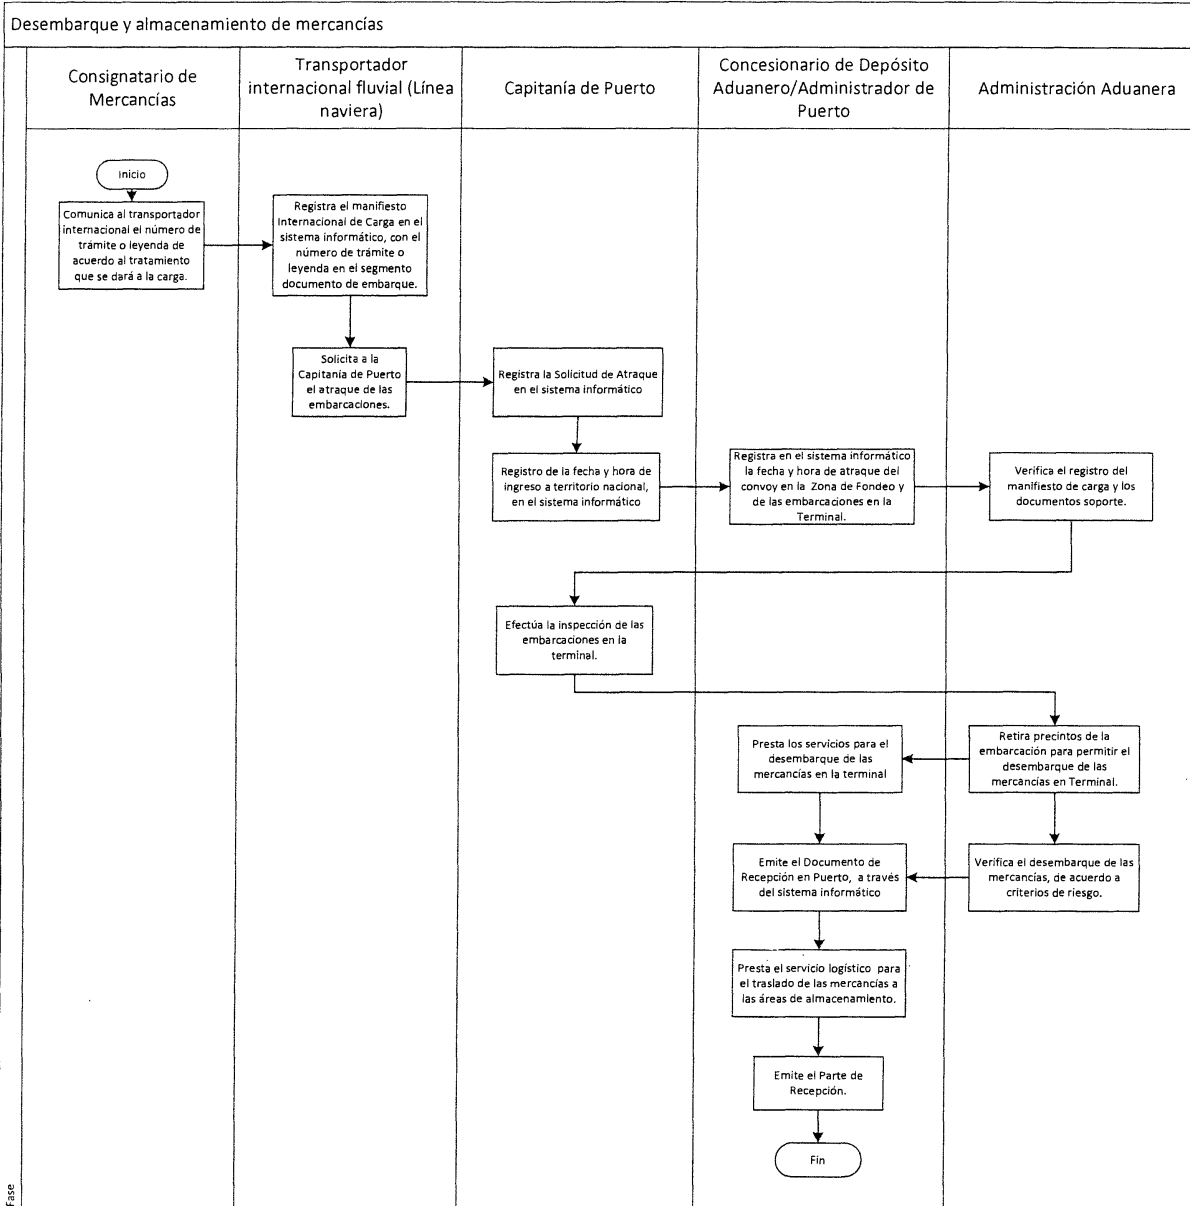 Desembarque y almacenamiento de mercancías
Consignatario de
Mercancías
Transportador
internacional fluvial (Línea
naviera)
Capitanía de Puerto
Concesionario de Depósito
Aduanero/Administrador de
Puerto
Administración Aduanera
Inicio
Comunica al transportador
internacional el número de
trámite o leyenda de
acuerdo al tratamiento
que se dará a la carga.
Registra el manifiesto
Internacional de Carga en el
sistema informático, con el
número de trámite o
leyenda en el segmento
documento de embarque.
Solicita a la
Capitanía de Puerto
el atraque de las
embarcaciones.
Registra la Solicitud de Atraque
en el sistema informático
Registro de la fecha y hora de
ingreso a territorio nacional,
en el sistema informático
Registra en el sistema informático
la fecha y hora de atraque del
convoy en la Zona de Fondeo y
de las embarcaciones en la
Terminal.
Verifica el registro del
manifiesto de carga y los
documentos soporte.
Efectúa la inspección de las
embarcaciones en la
terminal.
Retira precintos de la
embarcación para permitir el
desembarque de las
mercancías en Terminal.
Presta los servicios para el
desembarque de las
mercancías en la terminal
Verifica el desembarque de las
mercancías, de acuerdo a
criterios de riesgo.
Emite el Documento de
Recepción en Puerto, a través
del sistema informático
Presta el servicio logístico para
el traslado de las mercancías a
las áreas de almacenamiento.
Emite el Parte de
Recepción.
Fin
Fase